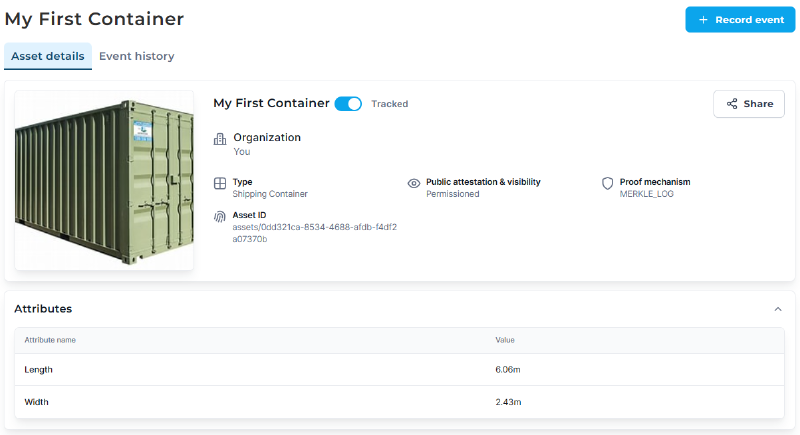 My First Container
+ Record event
Asset details
Event history
My First Container
Tracked
Share
Organization
You
Type
Shipping Container
Public attestation & visibility
Permissioned
Proof mechanism
MERKLE_LOG
Asset ID
assets/0dd321ca-8534-4688-afdb-f4df2
a07370b
Attributes
Attribute name
Value
Length
6.06m
Width
2.43m